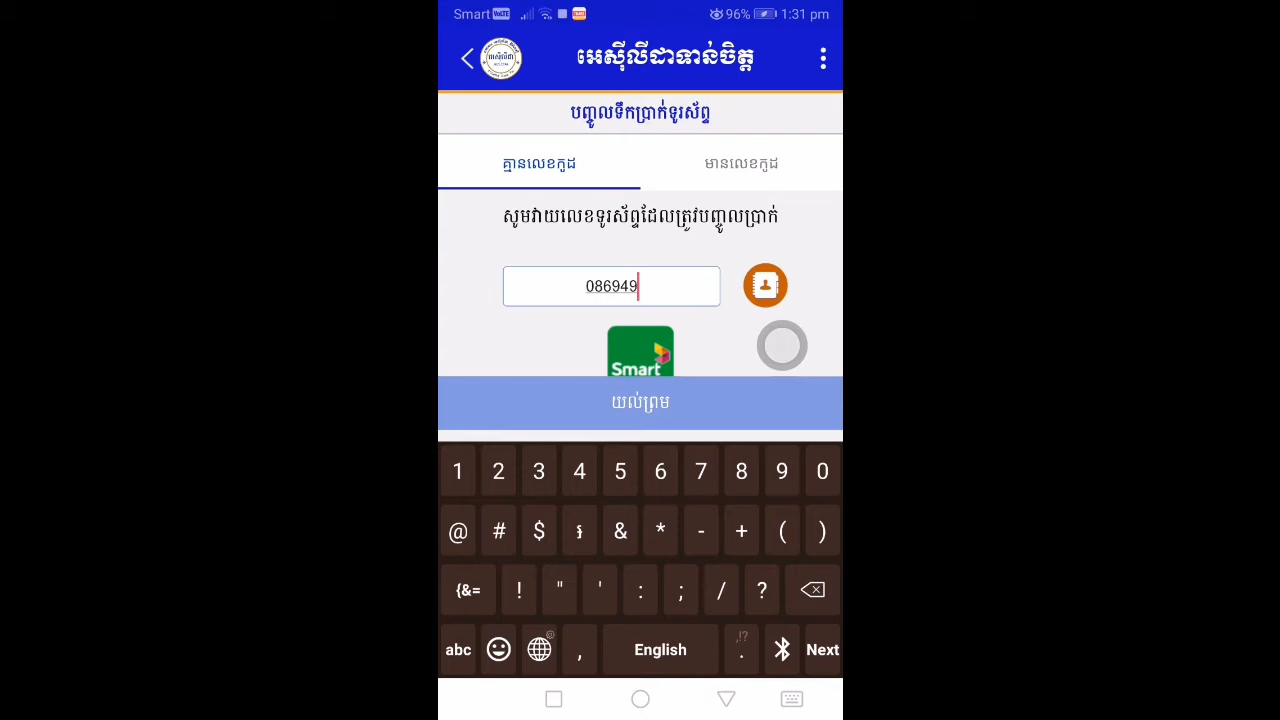 Smart VoLTE 96% 1:31 pm
អេស៊ីលីដាទាន់ចិត្ត
បញ្ចូលទឹកប្រាក់ទូរស័ព្ទ
គ្មានលេខកូដ មានលេខកូដ
សូមវាយលេខទូរស័ព្ទដែលត្រូវបញ្ចូលប្រាក់
086949
Smart
យល់ព្រម
1 2 3 4 5 6 7 8 9 0
@ # $ ៛ & * - + ( )
{&= ! " ' : ; / ?
abc @ , English ,!? . Next